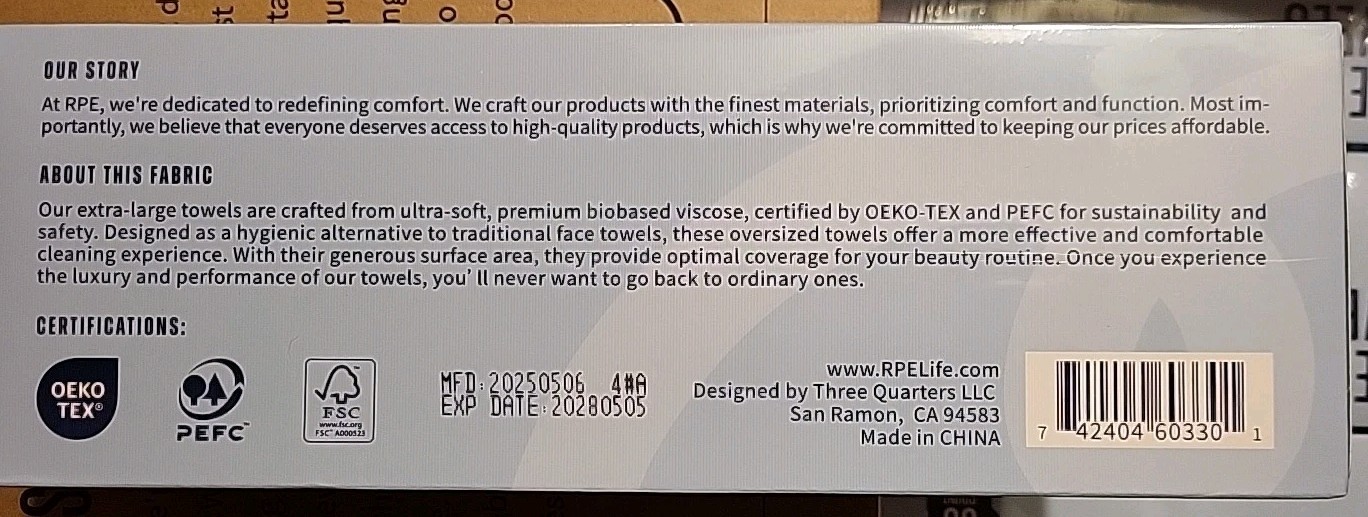 OUR STORY
At RPE, we're dedicated to redefining comfort. We craft our products with the finest materials, prioritizing comfort and function. Most im-
portantly, we believe that everyone deserves access to high-quality products, which is why we're committed to keeping our prices affordable.
ABOUT THIS FABRIC
Our extra-large towels are crafted from ultra-soft, premium biobased viscose, certified by OEKO-TEX and PEFC for sustainability and
safety. Designed as a hygienic alternative to traditional face towels, these oversized towels offer a more effective and comfortable
cleaning experience. With their generous surface area, they provide optimal coverage for your beauty routine. Once you experience
the luxury and performance of our towels, you' ll never want to go back to ordinary ones.
CERTIFICATIONS:
OEKO
TEX®
PEFC™
FSC
www.fsc.org
FSC™ A000523
MFD: 20250506 4#A
EXP DATE: 20280505
www.RPELife.com
Designed by Three Quarters LLC
San Ramon, CA 94583
Made in CHINA
7 42404 60330 1